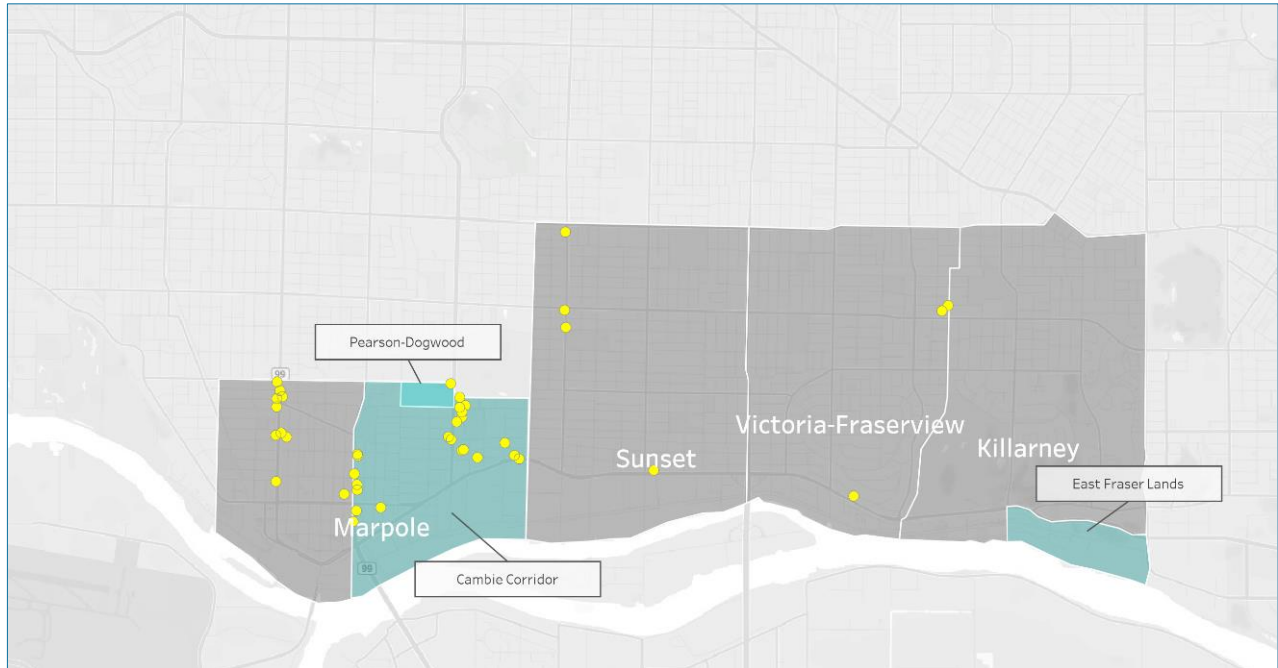 Pearson-Dogwood
99
Victoria-Fraserview
Sunset
Killarney
East Fraser Lands
Marpole
99
Cambie Corridor